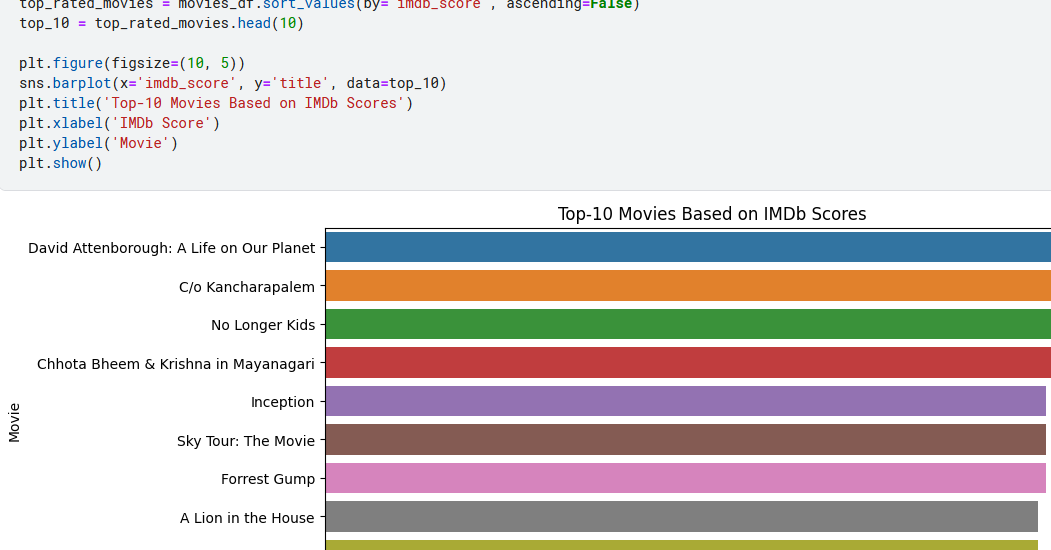 top_rated_movies = movies_df.sort_values(by='imdb_score', ascending=False)
top_10 = top_rated_movies.head(10)
plt.figure(figsize=(10, 5))
sns.barplot(x='imdb_score', y='title', data=top_10)
plt.title('Top-10 Movies Based on IMDb Scores')
plt.xlabel('IMDb Score')
plt.ylabel('Movie')
plt.show()
Top-10 Movies Based on IMDb Scores
David Attenborough: A Life on Our Planet
C/o Kancharapalem
No Longer Kids
Chhota Bheem & Krishna in Mayanagari
Inception
Sky Tour: The Movie
Forrest Gump
A Lion in the House
Movie